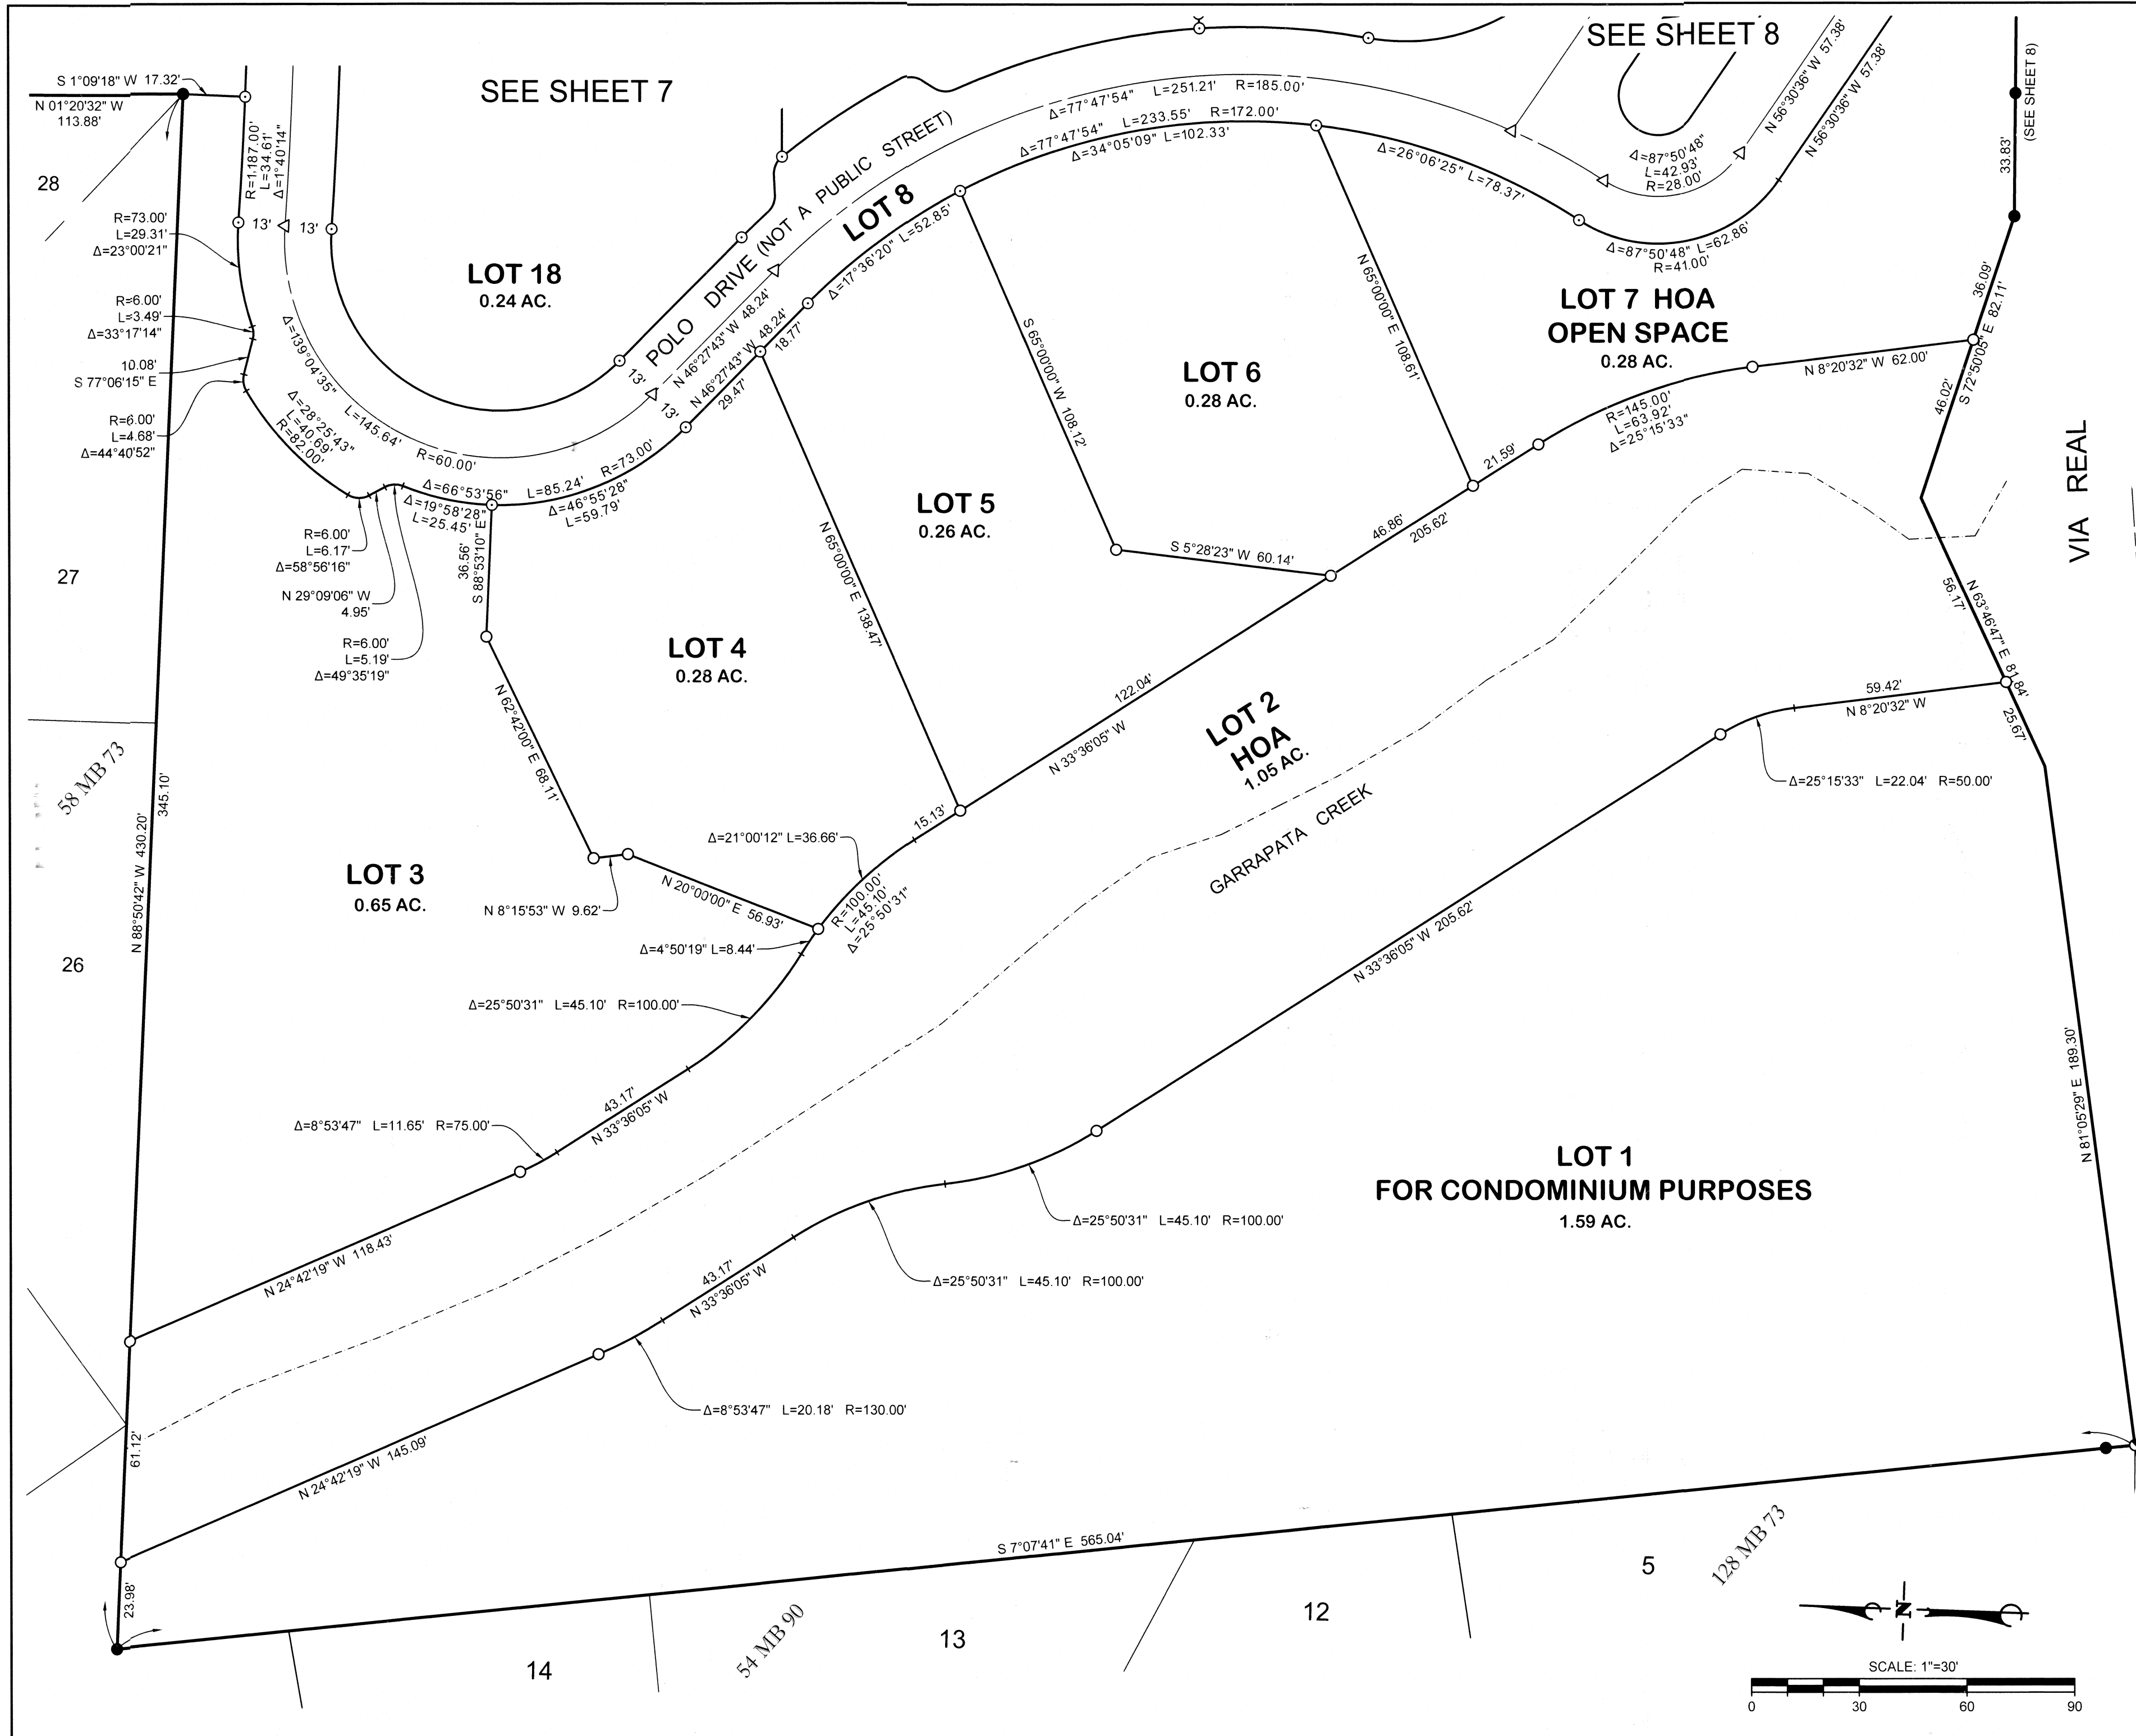 SEE SHEET 7
SEE SHEET 8
(SEE SHEET 8)
33.83'
S 1°09'18" W 17.32'
N 01°20'32" W
113.88'
28
R=1,187.00'
L=34.61'
Δ=1°40'14"
13'
13'
R=73.00'
L=29.31'
Δ=23°00'21"
R=6.00'
L=3.49'
Δ=33°17'14"
10.08'
S 77°06'15" E
R=6.00'
L=4.68'
Δ=44°40'52"
LOT 18
0.24 AC.
Δ=139°04'35" L=145.64' R=60.00'
Δ=28°25'43"
L=40.69'
R=82.00'
POLO DRIVE (NOT A PUBLIC STREET)
LOT 8
13'
13'
N 46°27'43" W 48.24'
N 46°27'43" W 48.24'
29.47'
18.77'
Δ=17°36'20" L=52.85'
Δ=77°47'54" L=251.21' R=185.00'
Δ=77°47'54" L=233.55' R=172.00'
Δ=34°05'09" L=102.33'
Δ=26°06'25" L=78.37'
Δ=87°50'48"
L=42.93'
R=28.00'
N 56°30'36" W 57.38'
N 56°30'36" W 57.38'
Δ=87°50'48" L=62.86'
R=41.00'
LOT 7 HOA
OPEN SPACE
0.28 AC.
36.09'
S 72°50'05" E 82.11'
46.02'
N 8°20'32" W 62.00'
R=145.00'
L=63.92'
Δ=25°15'33"
21.59'
N 65°00'00" E 108.61'
LOT 6
0.28 AC.
S 65°00'00" W 108.12'
S 5°28'23" W 60.14'
46.86'
205.62'
LOT 5
0.26 AC.
N 65°00'00" E 138.47'
Δ=66°53'56" L=85.24' R=73.00'
Δ=19°58'28"
L=25.45'
Δ=46°55'28"
L=59.79'
R=6.00'
L=6.17'
Δ=58°56'16"
N 29°09'06" W
4.95'
R=6.00'
L=5.19'
Δ=49°35'19"
36.56'
S 88°53'10" E
27
LOT 4
0.28 AC.
N 62°42'00" E 68.11'
122.04'
N 33°36'05" W
LOT 2
HOA
1.05 AC.
GARRAPATA CREEK
VIA REAL
56.17'
N 63°46'47" E 81.84'
25.67'
59.42'
N 8°20'32" W
Δ=25°15'33" L=22.04' R=50.00'
58 MB 73
345.10'
N 88°50'42" W 430.20'
LOT 3
0.65 AC.
26
15.13'
Δ=21°00'12" L=36.66'
R=100.00'
L=45.10'
Δ=25°50'31"
N 20°00'00" E 56.93'
N 8°15'53" W 9.62'
Δ=4°50'19" L=8.44'
Δ=25°50'31" L=45.10' R=100.00'
43.17'
N 33°36'05" W
Δ=8°53'47" L=11.65' R=75.00'
N 24°42'19" W 118.43'
N 33°36'05" W 205.62'
N 81°05'29" E 189.30'
LOT 1
FOR CONDOMINIUM PURPOSES
1.59 AC.
Δ=25°50'31" L=45.10' R=100.00'
Δ=25°50'31" L=45.10' R=100.00'
43.17'
N 33°36'05" W
Δ=8°53'47" L=20.18' R=130.00'
61.12'
N 24°42'19" W 145.09'
23.98'
S 7°07'41" E 565.04'
14
54 MB 90
13
12
5
128 MB 73
N
SCALE: 1"=30'
0 30 60 90